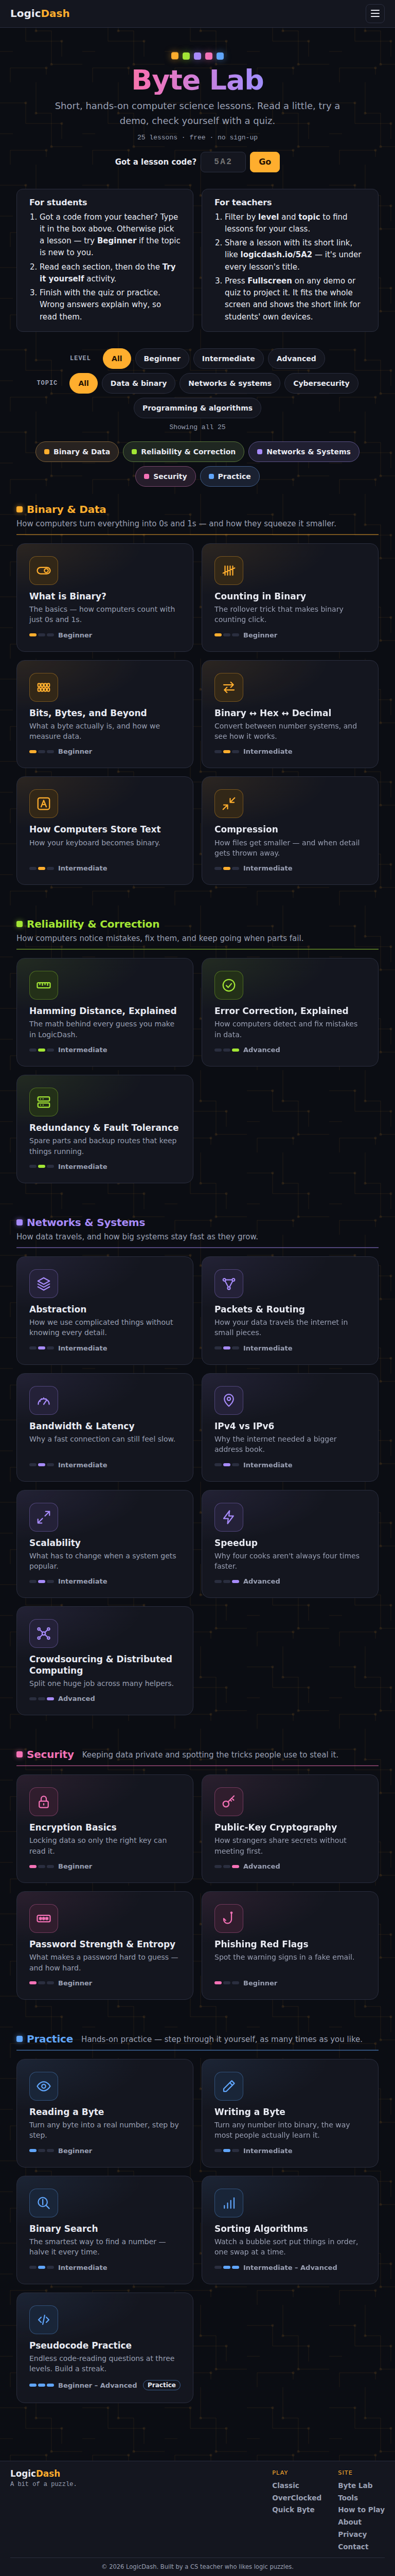 LogicDash
Byte Lab
Short, hands-on computer science lessons. Read a little, try a
demo, check yourself with a quiz.
25 lessons · free · no sign-up
Got a lesson code? 5A2 Go
For students
1. Got a code from your teacher? Type
it in the box above. Otherwise pick
a lesson — try Beginner if the topic
is new to you.
2. Read each section, then do the Try
it yourself activity.
3. Finish with the quiz or practice.
Wrong answers explain why, so
read them.
For teachers
1. Filter by level and topic to find
lessons for your class.
2. Share a lesson with its short link,
like logicdash.io/5A2 — it's under
every lesson's title.
3. Press Fullscreen on any demo or
quiz to project it. It fits the whole
screen and shows the short link for
students' own devices.
LEVEL All Beginner Intermediate Advanced
TOPIC All Data & binary Networks & systems Cybersecurity
Programming & algorithms
Showing all 25
Binary & Data Reliability & Correction Networks & Systems
Security Practice
Binary & Data
How computers turn everything into 0s and 1s — and how they squeeze it smaller.
What is Binary?
The basics — how computers count with
just 0s and 1s.
Beginner
Counting in Binary
The rollover trick that makes binary
counting click.
Beginner
Bits, Bytes, and Beyond
What a byte actually is, and how we
measure data.
Beginner
Binary ↔ Hex ↔ Decimal
Convert between number systems, and
see how it works.
Intermediate
How Computers Store Text
How your keyboard becomes binary.
Intermediate
Compression
How files get smaller — and when detail
gets thrown away.
Intermediate
Reliability & Correction
How computers notice mistakes, fix them, and keep going when parts fail.
Hamming Distance, Explained
The math behind every guess you make
in LogicDash.
Intermediate
Error Correction, Explained
How computers detect and fix mistakes
in data.
Advanced
Redundancy & Fault Tolerance
Spare parts and backup routes that keep
things running.
Intermediate
Networks & Systems
How data travels, and how big systems stay fast as they grow.
Abstraction
How we use complicated things without
knowing every detail.
Intermediate
Packets & Routing
How your data travels the internet in
small pieces.
Intermediate
Bandwidth & Latency
Why a fast connection can still feel slow.
Intermediate
IPv4 vs IPv6
Why the internet needed a bigger
address book.
Intermediate
Scalability
What has to change when a system gets
popular.
Intermediate
Speedup
Why four cooks aren't always four times
faster.
Advanced
Crowdsourcing & Distributed
Computing
Split one huge job across many helpers.
Advanced
Security Keeping data private and spotting the tricks people use to steal it.
Encryption Basics
Locking data so only the right key can
read it.
Beginner
Public-Key Cryptography
How strangers share secrets without
meeting first.
Advanced
Password Strength & Entropy
What makes a password hard to guess —
and how hard.
Beginner
Phishing Red Flags
Spot the warning signs in a fake email.
Beginner
Practice Hands-on practice — step through it yourself, as many times as you like.
Reading a Byte
Turn any byte into a real number, step by
step.
Beginner
Writing a Byte
Turn any number into binary, the way
most people actually learn it.
Intermediate
Binary Search
The smartest way to find a number —
halve it every time.
Intermediate
Sorting Algorithms
Watch a bubble sort put things in order,
one swap at a time.
Intermediate – Advanced
Pseudocode Practice
Endless code-reading questions at three
levels. Build a streak.
Beginner – Advanced Practice
LogicDash
A bit of a puzzle.
PLAY
Classic
OverClocked
Quick Byte
SITE
Byte Lab
Tools
How to Play
About
Privacy
Contact
© 2026 LogicDash. Built by a CS teacher who likes logic puzzles.